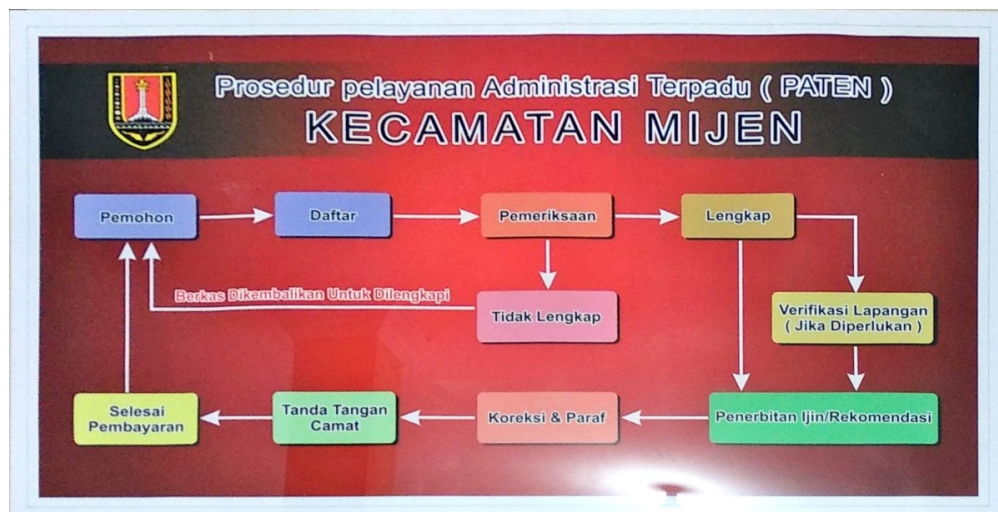 Prosedur pelayanan Administrasi Terpadu ( PATEN )
KECAMATAN MIJEN
Pemohon
Daftar
Pemeriksaan
Lengkap
Berkas Dikembalikan Untuk Dilengkapi
Tidak Lengkap
Verifikasi Lapangan
( Jika Diperlukan )
Selesai
Pembayaran
Tanda Tangan
Camat
Koreksi & Paraf
Penerbitan Ijin/Rekomendasi